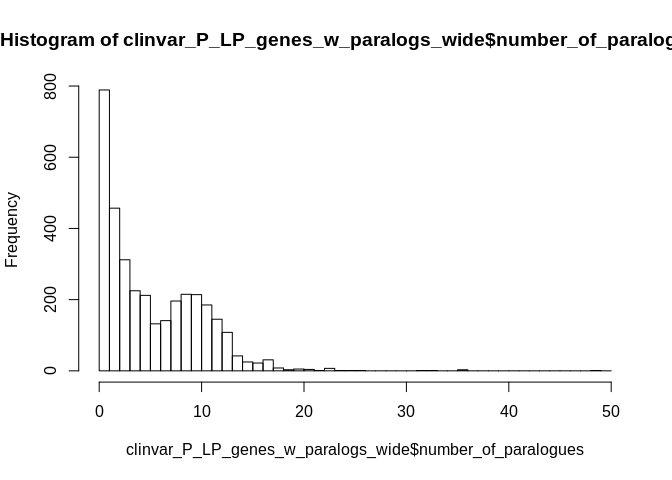 Histogram of clinvar_P_LP_genes_w_paralogs_wide$number_of_paralog
Frequency
800
600
400
200
0
0 10 20 30 40 50
clinvar_P_LP_genes_w_paralogs_wide$number_of_paralogues